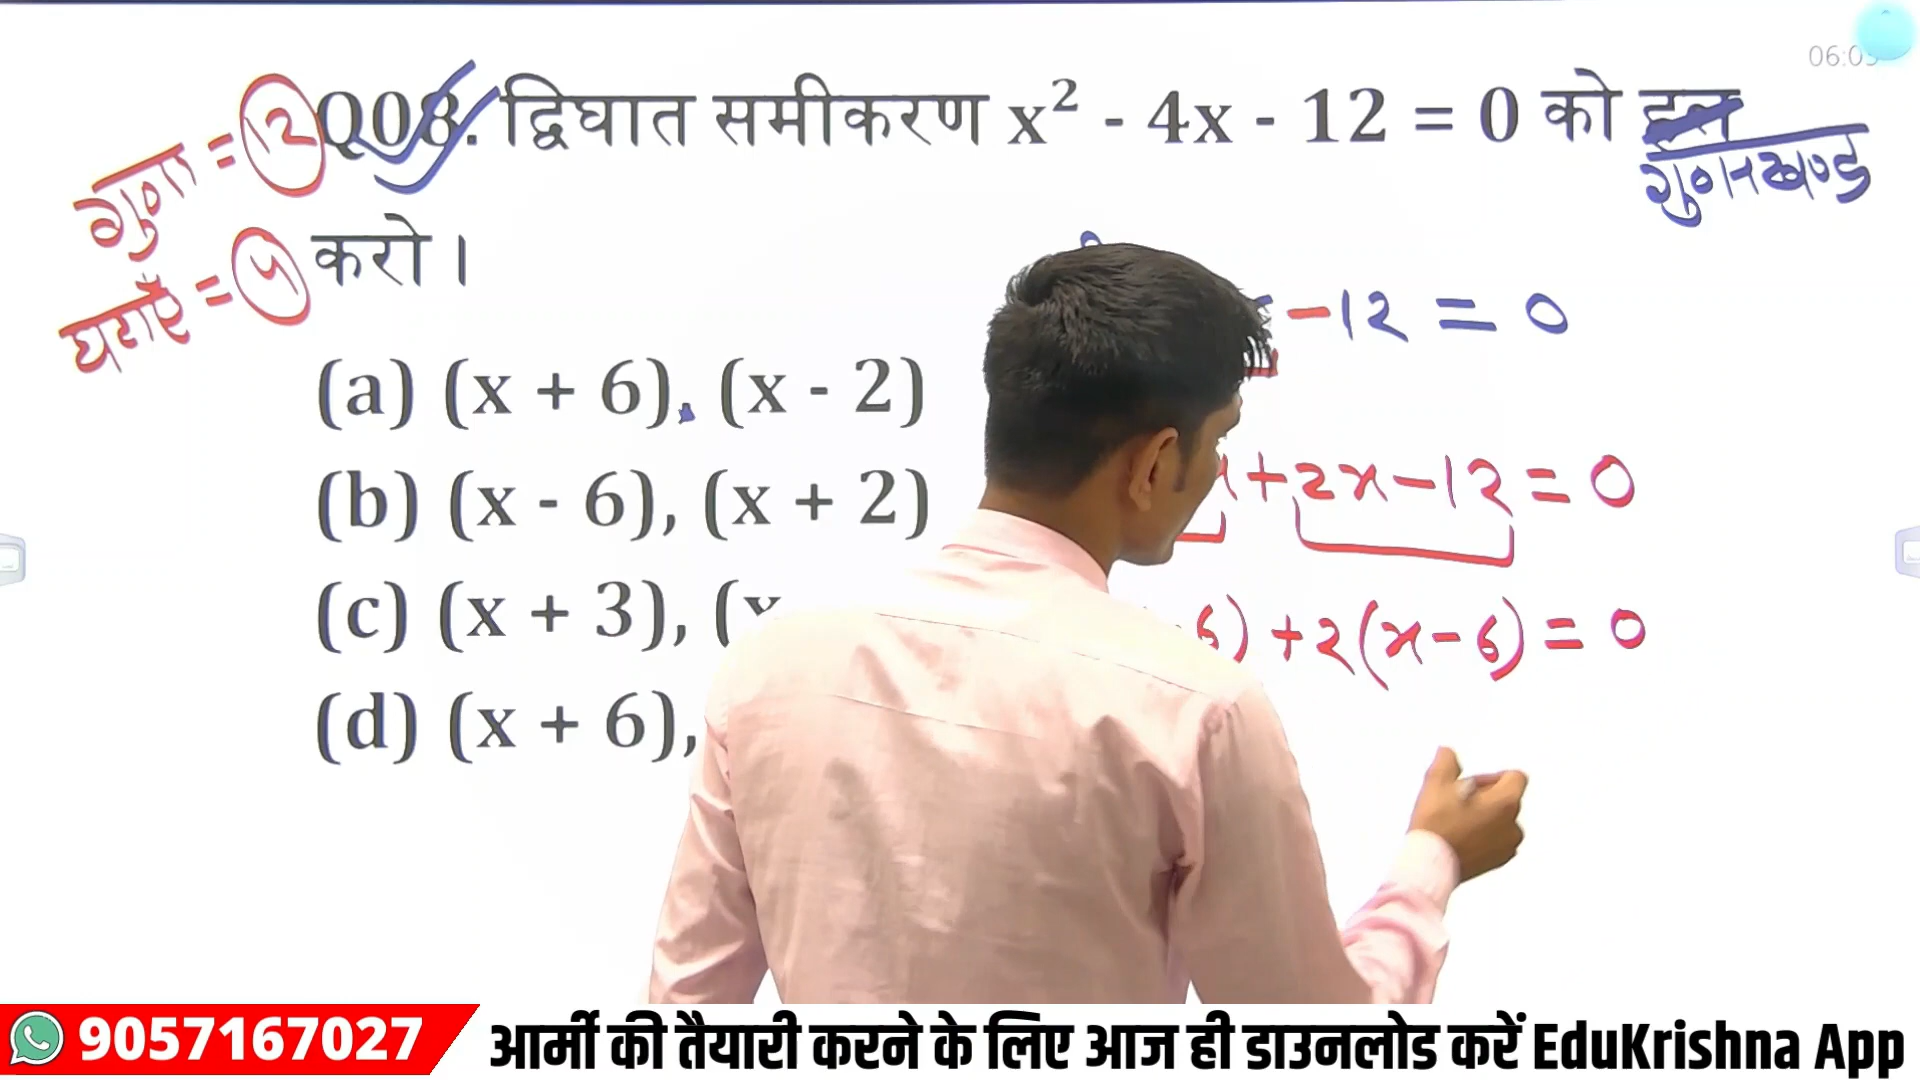 06:0
Q08. द्विघात समीकरण x² - 4x - 12 = 0 को हल
गुणनखण्ड
करो।
गुणा = 12
घटाएँ = 4
(a) (x + 6), (x - 2)
(b) (x - 6), (x + 2)
(c) (x + 3), (x
(d) (x + 6),
-12 = 0
+2x-12 = 0
6) +2(x-6) = 0
9057167027
आर्मी की तैयारी करने के लिए आज ही डाउनलोड करें EduKrishna App